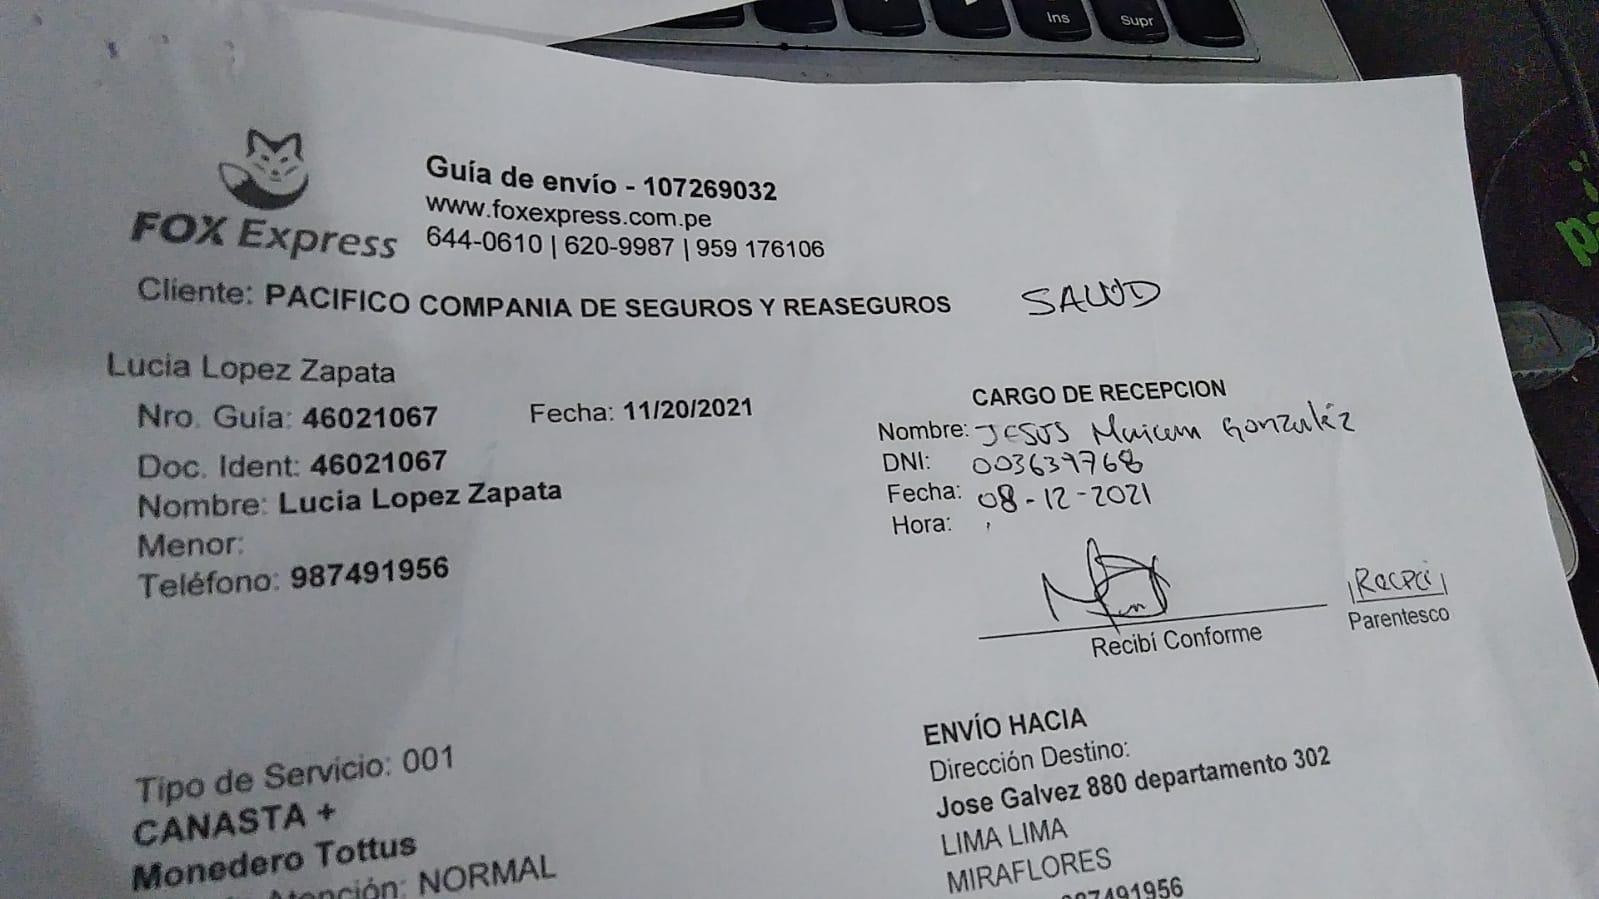 Ins
Supr
FOX Express
Guía de envío - 107269032
www.foxexpress.com.pe
644-0610 | 620-9987 | 959 176106
Cliente: PACIFICO COMPANIA DE SEGUROS Y REASEGUROS
SALUD
Lucia Lopez Zapata
Nro. Guía: 46021067
Fecha: 11/20/2021
Doc. Ident: 46021067
Nombre: Lucia Lopez Zapata
Menor:
Teléfono: 987491956
CARGO DE RECEPCION
Nombre: JESUS Gonzalez
DNI: 003639768
Fecha: 08-12-2021
Hora:
Recibí Conforme
Recpci
Parentesco
Tipo de Servicio: 001
CANASTA +
Monedero Tottus
Atención: NORMAL
ENVÍO HACIA
Dirección Destino:
Jose Galvez 880 departamento 302
LIMA LIMA
MIRAFLORES
987491956